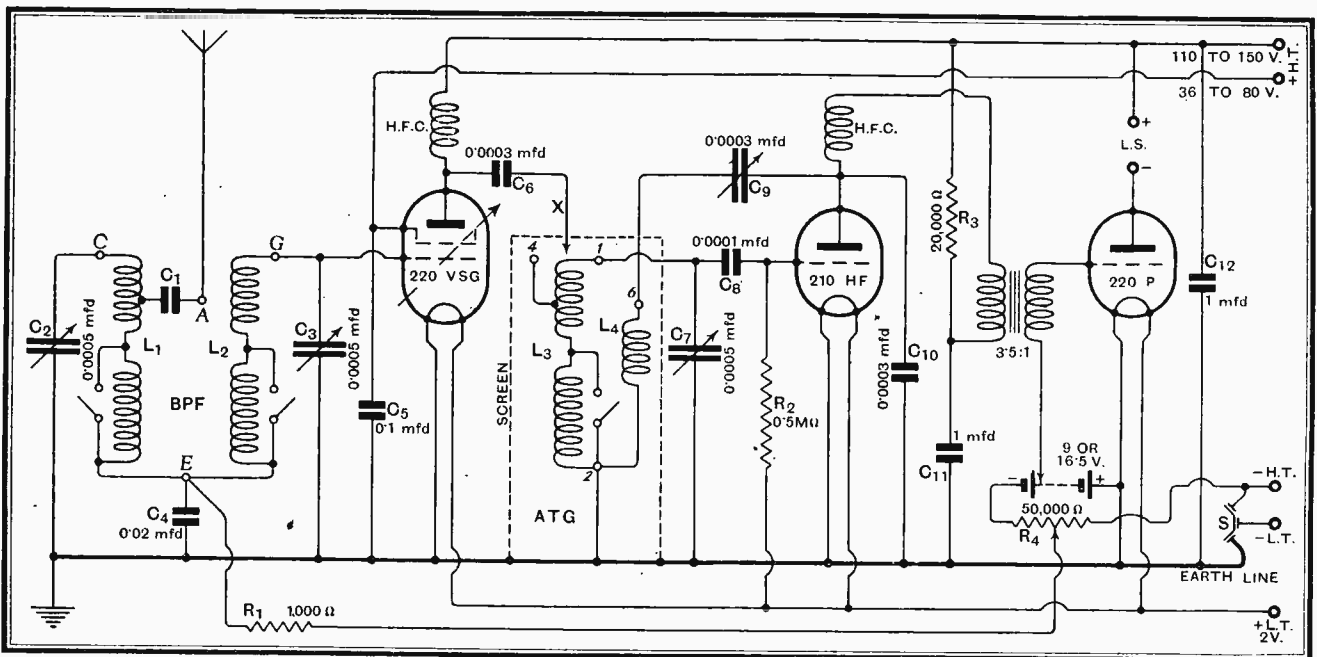 110 TO 150 V.
H.T.
36 TO 80 V.
+
H.F.C.
0·0003 mfd
C6
X
C
G
C1
A
C2
0·0005 mfd
L1
L2
BPF
C3
0·0005 mfd
E
C4
0·02 mfd
220 VSG
C5
0·1 mfd
SCREEN
4
1
L3
L4
6
2
ATG
C9
0·0003 mfd
H.F.C.
0·0001 mfd
C8
210 HF
C7
0·0005 mfd
R2
0·5MΩ
C10
0·0003 mfd
20,000 Ω
R3
3·5:1
1 mfd
C11
+
L.S.
-
220 P
C12
1 mfd
9 OR
16·5 V.
- +
50,000 Ω
R4
-H.T.
S
-L.T.
EARTH LINE
R1 1,000 Ω
+L.T.
2V.